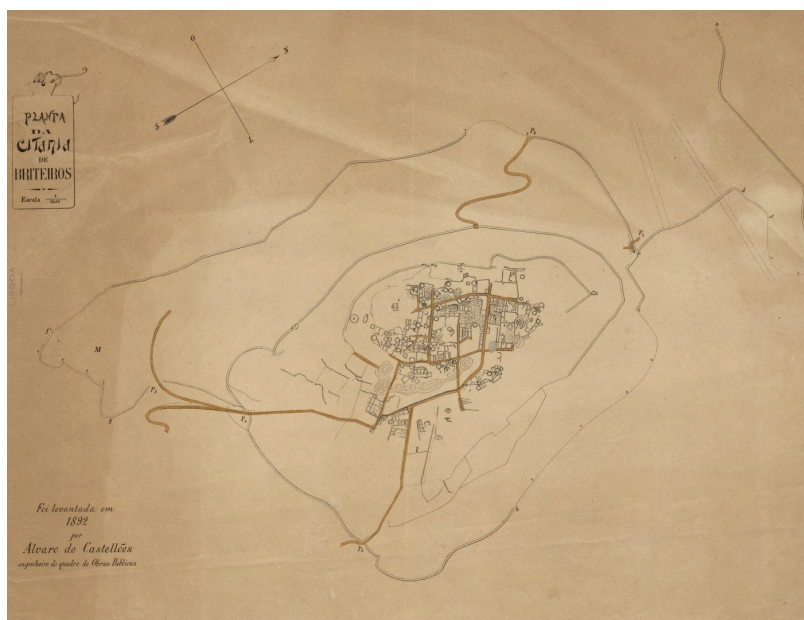 PLANTA
DA
CITANIA
DE
BRITEIROS
Escala
O
N
S
L
M
Foi levantada em
1892
por
Alvaro de Castellões
engenheiro do quadro de Obras Publicas